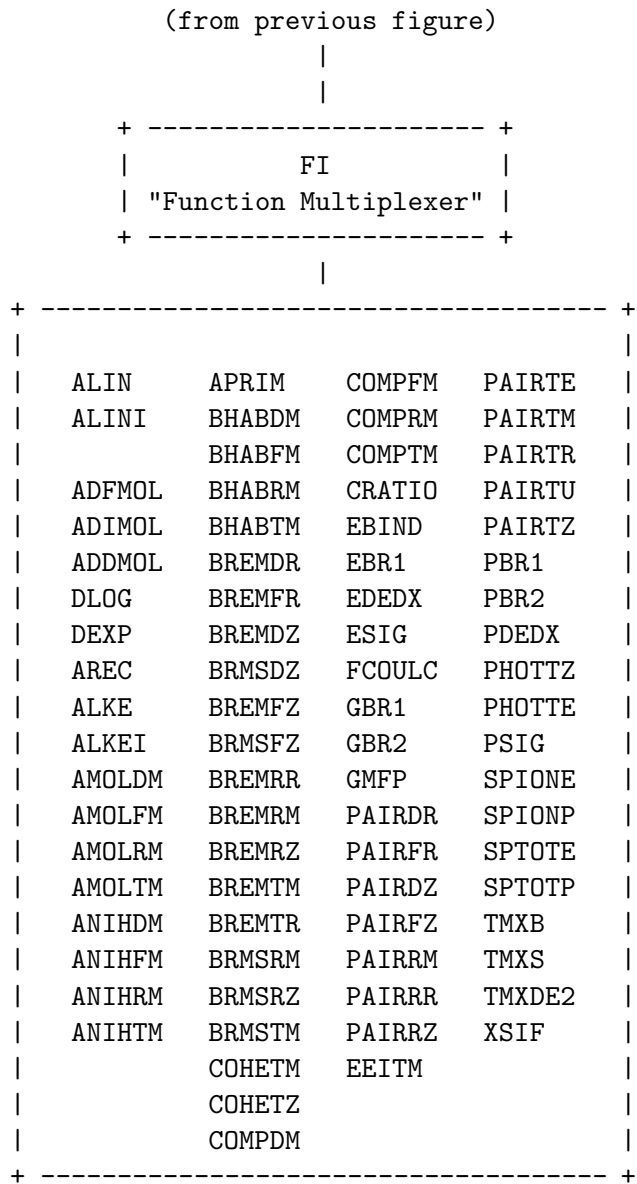 (from previous figure)
|
|
+ ---------------------- +
|          FI            |
| "Function Multiplexer" |
+ ---------------------- +
|
+ ------------------------------------- +
|                                       |
|   ALIN     APRIM    COMPFM   PAIRTE   |
|   ALINI    BHABDM   COMPRM   PAIRTM   |
|            BHABFM   COMPTM   PAIRTR   |
|   ADFMOL   BHABRM   CRATIO   PAIRTU   |
|   ADIMOL   BHABTM   EBIND    PAIRTZ   |
|   ADDMOL   BREMDR   EBR1     PBR1     |
|   DLOG     BREMFR   EDEDX    PBR2     |
|   DEXP     BREMDZ   ESIG     PDEDX    |
|   AREC     BRMSDZ   FCOULC   PHOTTZ   |
|   ALKE     BREMFZ   GBR1     PHOTTE   |
|   ALKEI    BRMSFZ   GBR2     PSIG     |
|   AMOLDM   BREMRR   GMFP     SPIONE   |
|   AMOLFM   BREMRM   PAIRDR   SPIONP   |
|   AMOLRM   BREMRZ   PAIRFR   SPTOTE   |
|   AMOLTM   BREMTM   PAIRDZ   SPTOTP   |
|   ANIHDM   BREMTR   PAIRFZ   TMXB     |
|   ANIHFM   BRMSRM   PAIRRM   TMXS     |
|   ANIHRM   BRMSRZ   PAIRRR   TMXDE2   |
|   ANIHTM   BRMSTM   PAIRRZ   XSIF     |
|            COHETM   EEITM             |
|            COHETZ                     |
|            COMPDM                     |
+ ------------------------------------- +